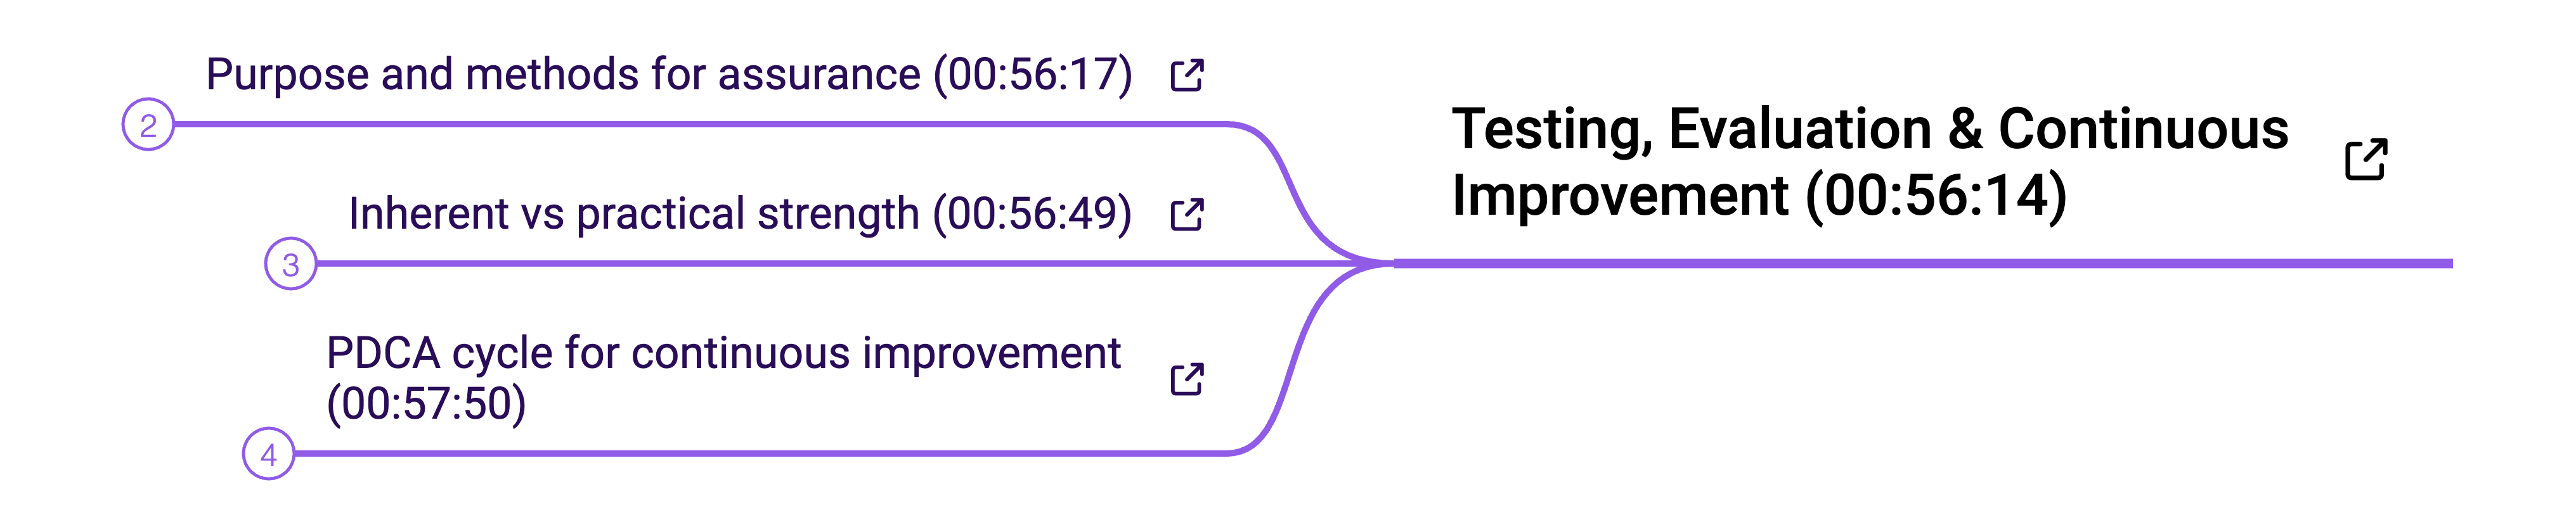 Purpose and methods for assurance (00:56:17)
2
Inherent vs practical strength (00:56:49)
3
PDCA cycle for continuous improvement
(00:57:50)
4
Testing, Evaluation & Continuous
Improvement (00:56:14)